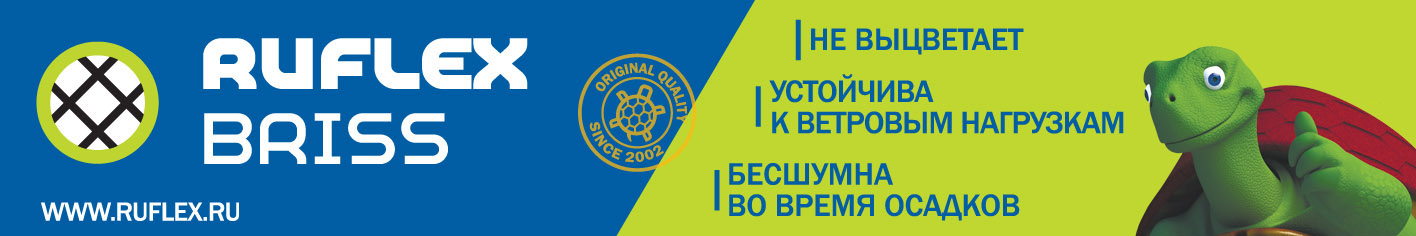 RUFLEX
BRISS
WWW.RUFLEX.RU
ORIGINAL QUALITY
SINCE 2002
НЕ ВЫЦВЕТАЕТ
УСТОЙЧИВА
К ВЕТРОВЫМ НАГРУЗКАМ
БЕСШУМНА
ВО ВРЕМЯ ОСАДКОВ